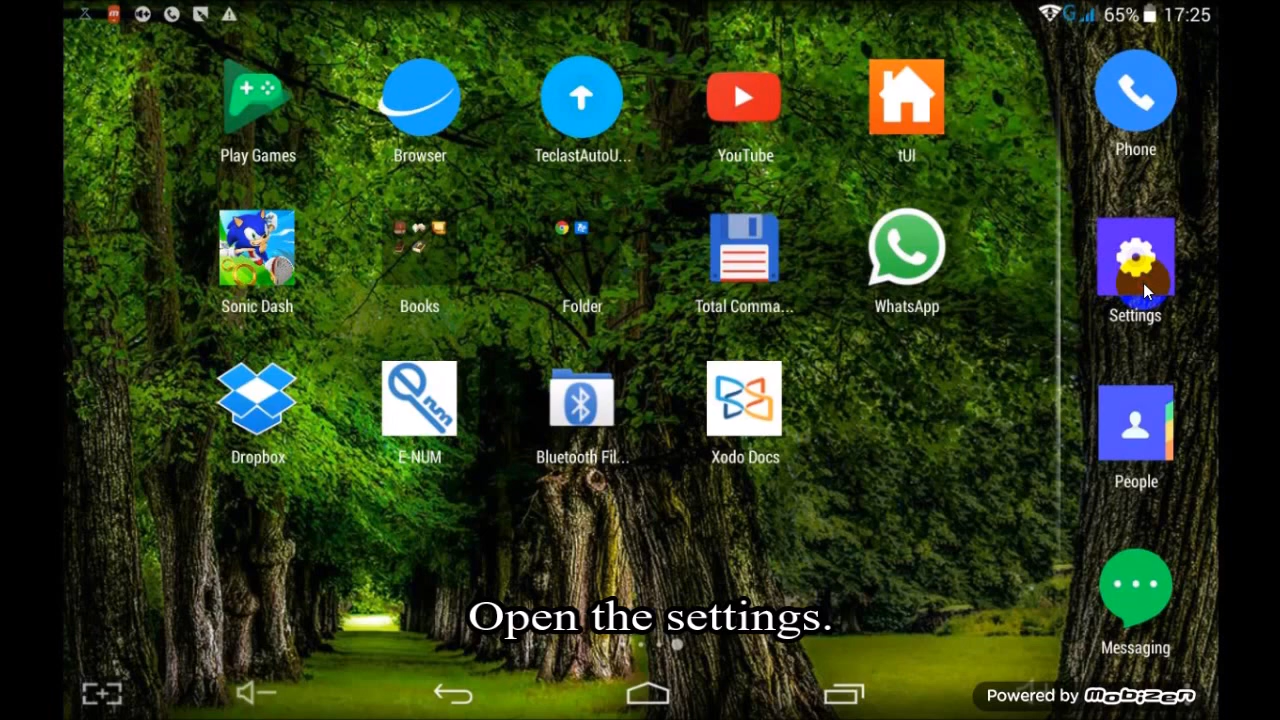 65% 17:25
Play Games
Browser
TeclastAutoU...
YouTube
tUI
Phone
Sonic Dash
Books
Folder
Total Comma...
WhatsApp
Settings
Dropbox
E-NUM
Bluetooth Fil...
Xodo Docs
People
Open the settings.
Messaging
Powered by mobizen